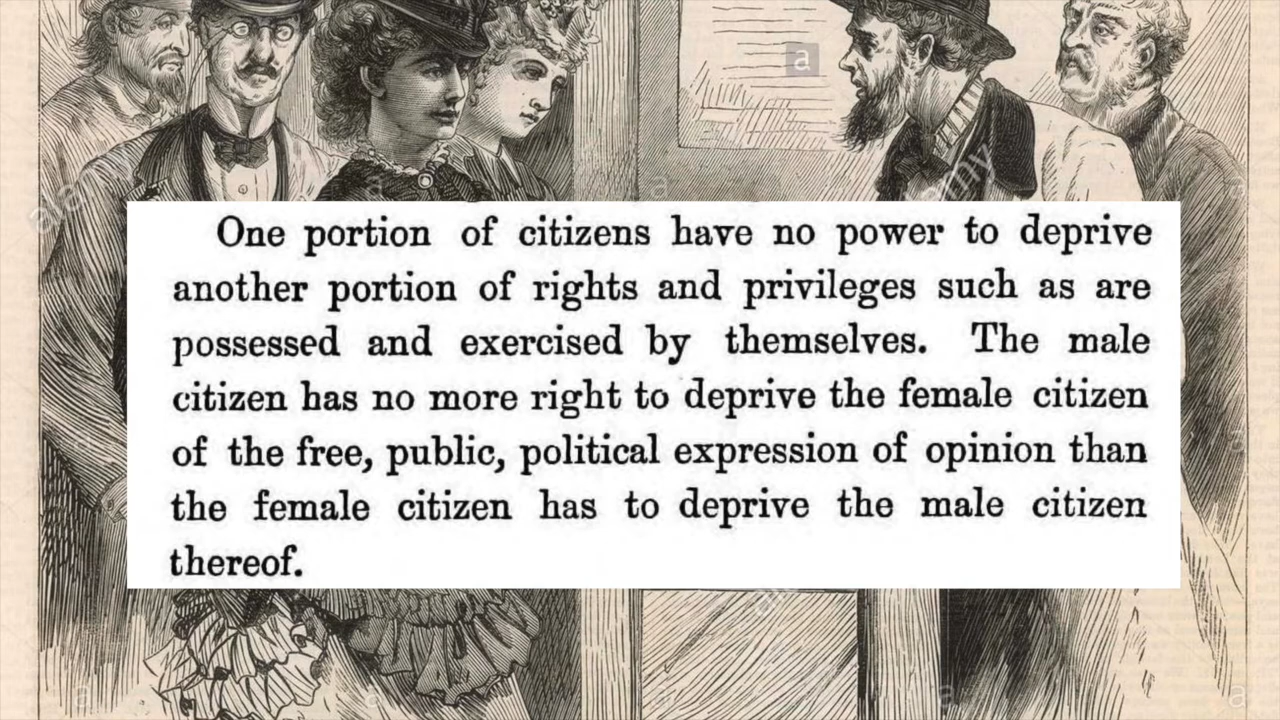 One portion of citizens have no power to deprive
another portion of rights and privileges such as are
possessed and exercised by themselves. The male
citizen has no more right to deprive the female citizen
of the free, public, political expression of opinion than
the female citizen has to deprive the male citizen
thereof.